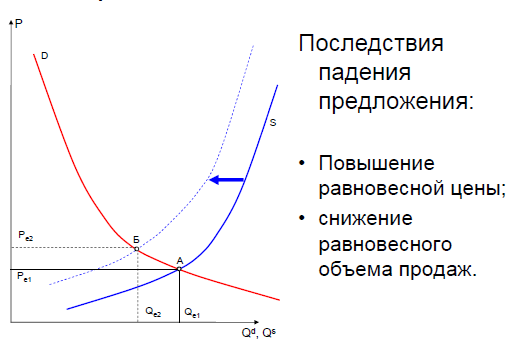 P
D
S
Б
А
Pe2
Pe1
Qe2
Qe1
Qd, Qs
Последствия
падения
предложения:
• Повышение
равновесной цены;
• снижение
равновесного
объема продаж.